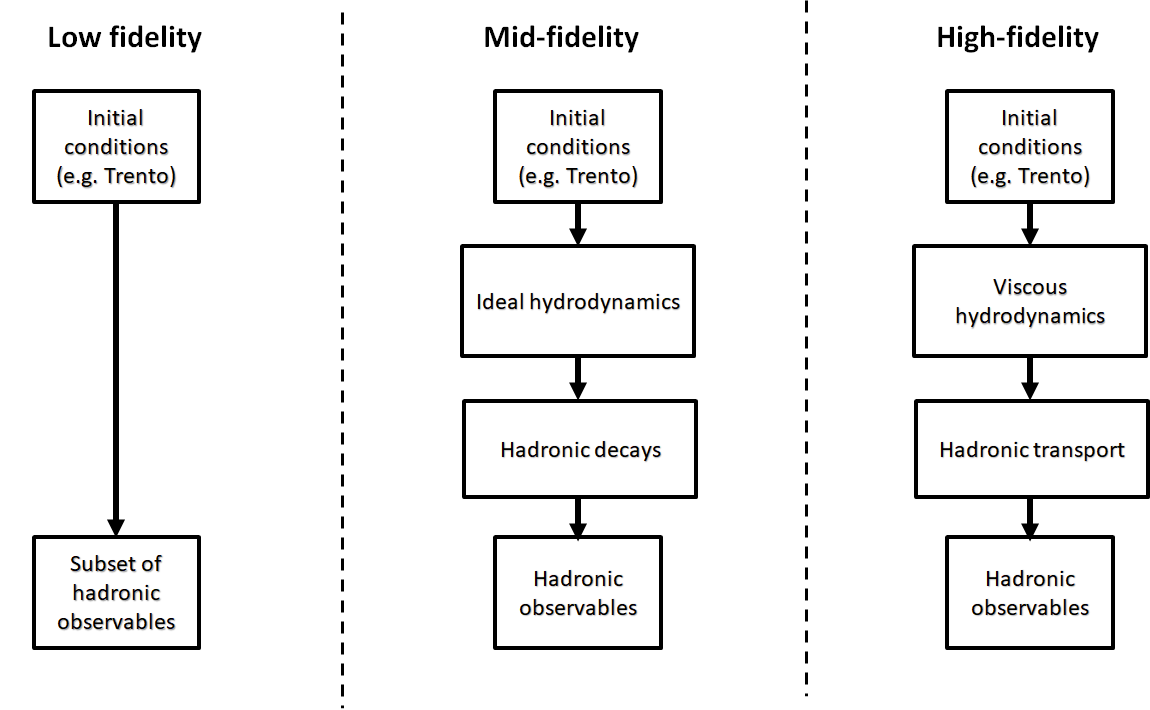 Low fidelity
Initial
conditions
(e.g. Trento)
Subset of
hadronic
observables
Mid-fidelity
Initial
conditions
(e.g. Trento)
Ideal hydrodynamics
Hadronic decays
Hadronic
observables
High-fidelity
Initial
conditions
(e.g. Trento)
Viscous
hydrodynamics
Hadronic transport
Hadronic
observables